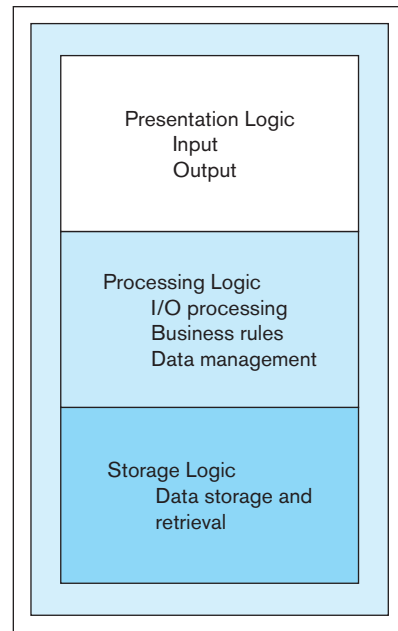 Presentation Logic
Input
Output
Processing Logic
I/O processing
Business rules
Data management
Storage Logic
Data storage and
retrieval